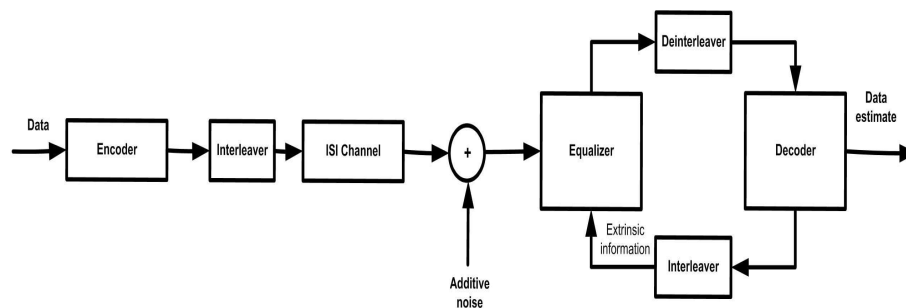 Data
Encoder
Interleaver
ISI Channel
+
Additive
noise
Equalizer
Deinterleaver
Decoder
Data
estimate
Extrinsic
information
Interleaver